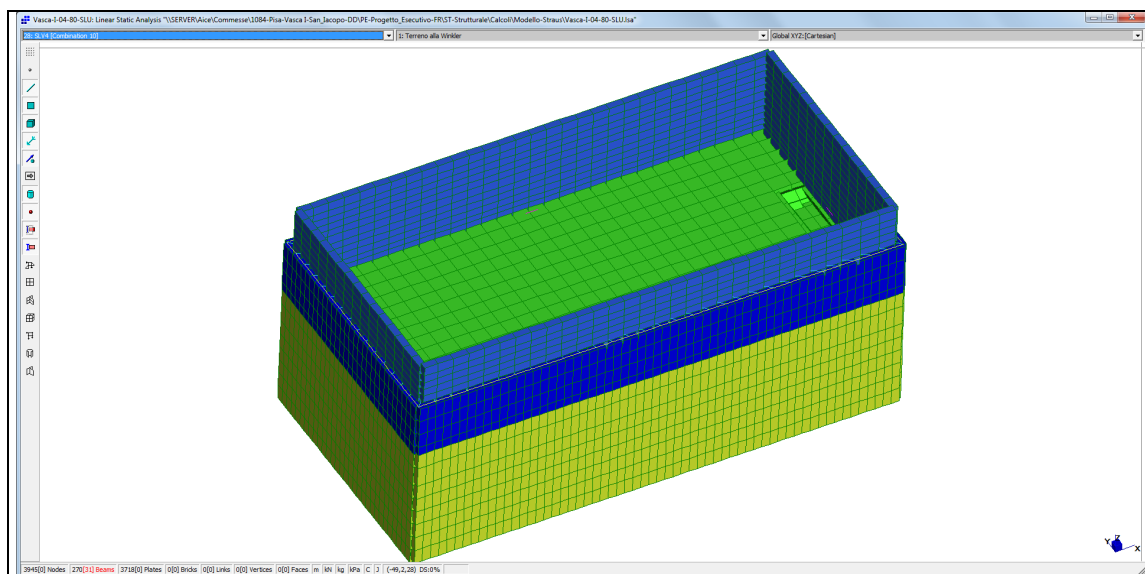 Vasca-I-04-80-SLU: Linear Static Analysis "\\SERVER\Aice\Commesse\1084-Pisa-Vasca I-San_Iacopo-DD\PE-Progetto_Esecutivo-FR\ST-Strutturale\Calcoli\Modello-Straus\Vasca-I-04-80-SLU.lsa"
28: SLV4 [Combination 10] 1: Terreno alla Winkler Global XYZ:[Cartesian]
Z
Y X
3945[0] Nodes 270[31] Beams 3718[0] Plates 0[0] Bricks 0[0] Links 0[0] Vertices 0[0] Faces m kN kg kPa C J (-49,2,28) DS:0%